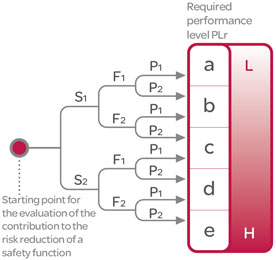 Required
performance
level PLr
P1
a
L
F1
P2
S1
b
P1
F2
P2
c
P1
F1
S2
P2
d
P1
F2
P2
e
H
Starting point for
the evaluation of the
contribution to the
risk reduction of a
safety function